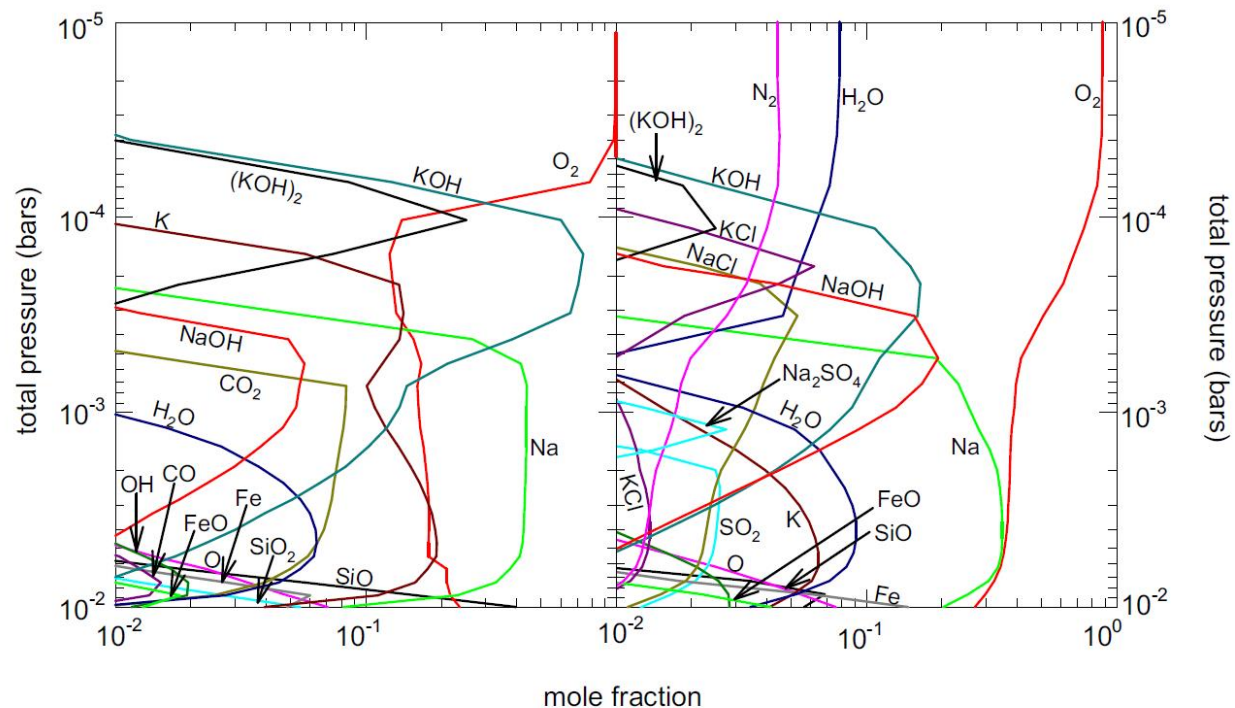 10-5
10-5
N2
H2O
O2
(KOH)2
O2
KOH
(KOH)2
KOH
K
10-4
10-4
KCl
NaCl
NaOH
total pressure (bars)
total pressure (bars)
NaOH
CO2
Na2SO4
H2O
10-3
H2O
10-3
Na
Na
OH
CO
Fe
FeO
KCl
FeO
SiO
K
SO2
O
SiO2
SiO
O
Fe
10-2
10-2
10-2
10-1
10-2
10-1
100
mole fraction